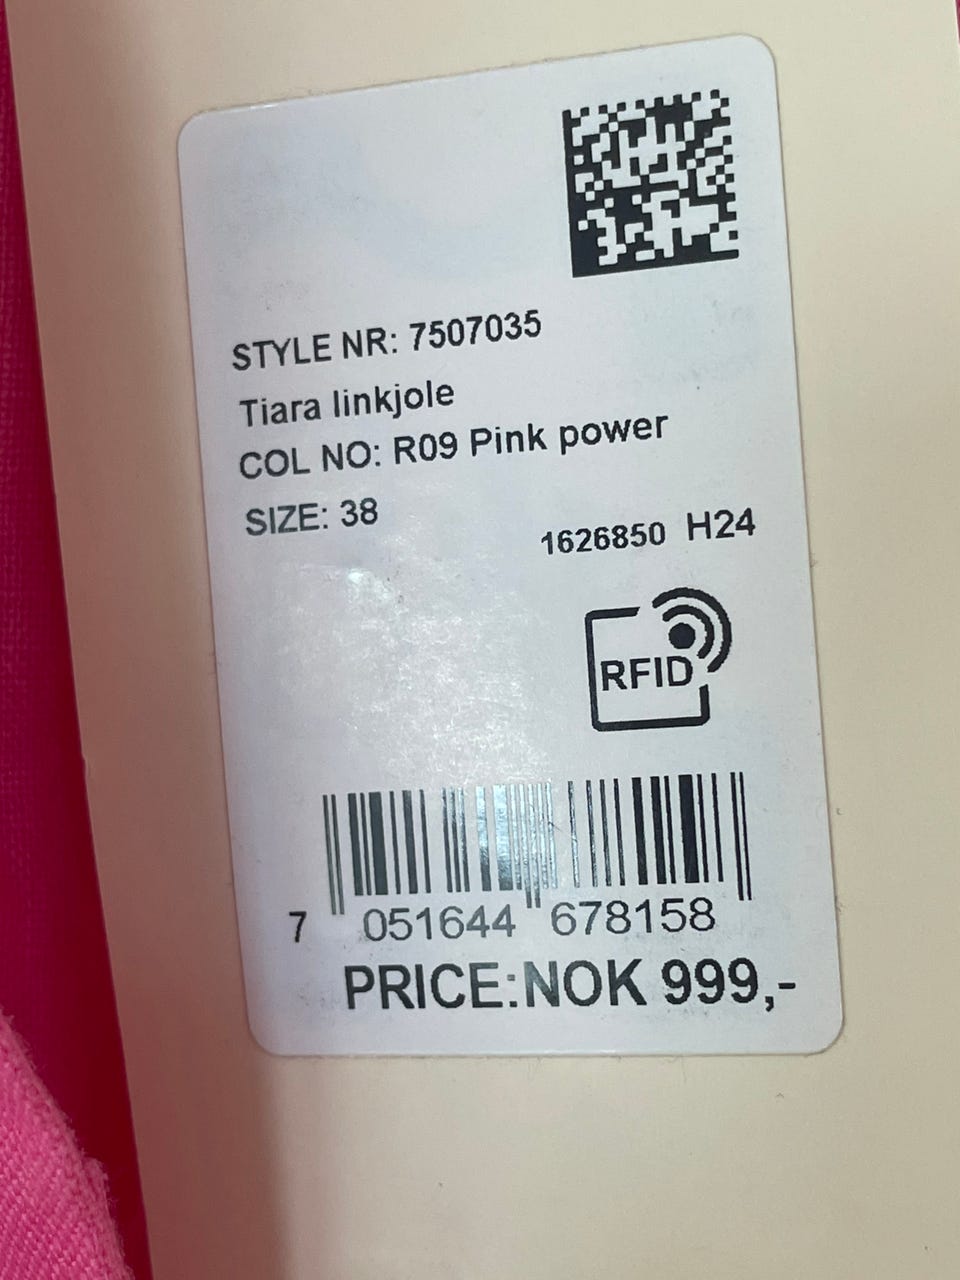 STYLE NR: 7507035
Tiara linkjole
COL NO: R09 Pink power
SIZE: 38
1626850 H24
RFID
7 051644 678158
PRICE:NOK 999,-